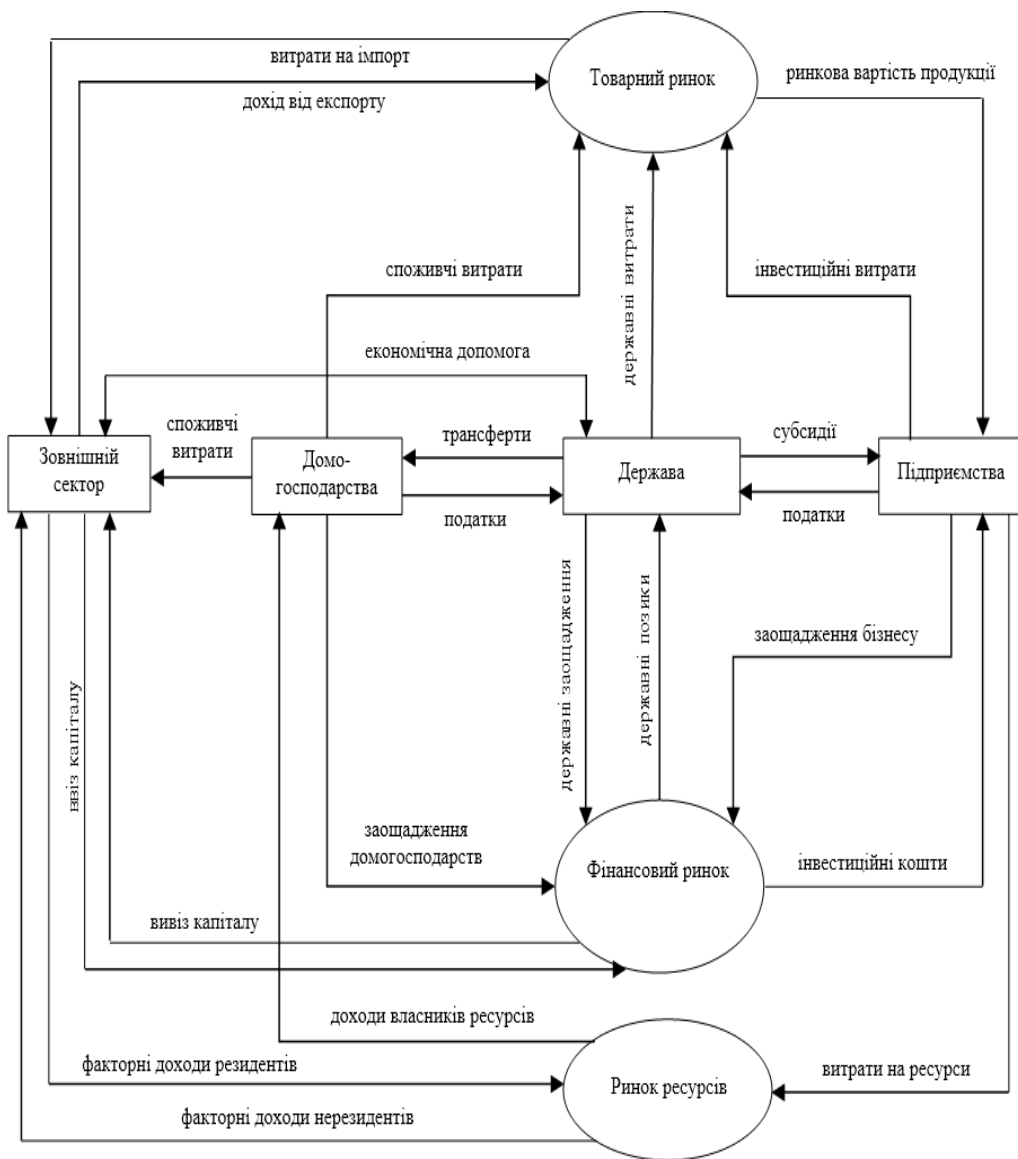 витрати на імпорт
Товарний ринок
ринкова вартість продукції
дохід від експорту
державні витрати
споживчі витрати
інвестиційні витрати
економічна допомога
споживчі
витрати
трансферти
субсидії
Зовнішній
сектор
Домо-
господарства
Держава
Підприємства
податки
податки
державні заощадження
державні позики
заощадження бізнесу
ввіз капіталу
заощадження
домогосподарств
Фінансовий ринок
інвестиційні кошти
вивіз капіталу
доходи власників ресурсів
факторні доходи резидентів
Ринок ресурсів
витрати на ресурси
факторні доходи нерезидентів